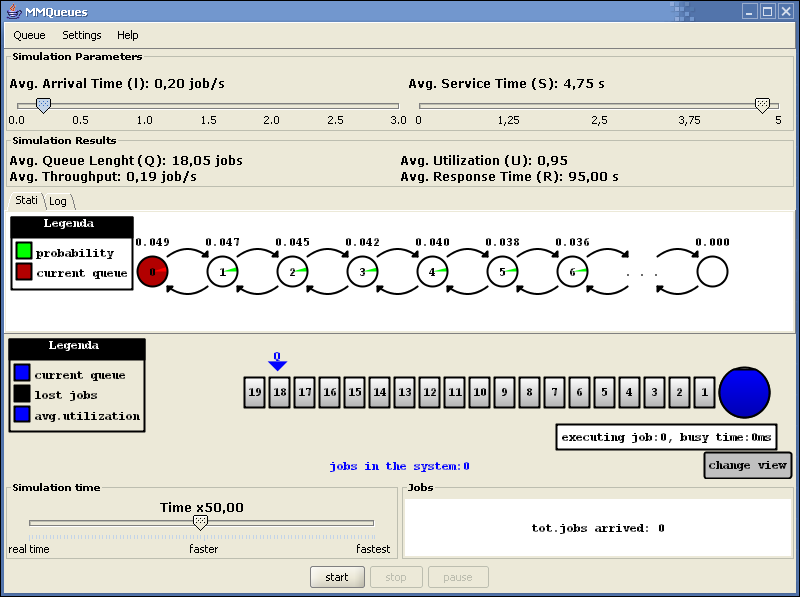 MMQueues
Queue Settings Help
Simulation Parameters
Avg. Arrival Time (l): 0,20 job/s Avg. Service Time (S): 4,75 s
0.0 0.5 1.0 1.5 2.0 2.5 3.0 0 1,25 2,5 3,75 5
Simulation Results
Avg. Queue Lenght (Q): 18,05 jobs Avg. Utilization (U): 0,95
Avg. Throughput: 0,19 job/s Avg. Response Time (R): 95,00 s
Stati Log
Legenda
probability
current queue
0.049 0.047 0.045 0.042 0.040 0.038 0.036 0.000
0 1 2 3 4 5 6 . . .
Legenda
current queue
lost jobs
avg.utilization
Q
19 18 17 16 15 14 13 12 11 10 9 8 7 6 5 4 3 2 1
executing job:0, busy time:0ms
jobs in the system:0
change view
Simulation time
Time x50,00
real time faster fastest
Jobs
tot.jobs arrived: 0
start stop pause